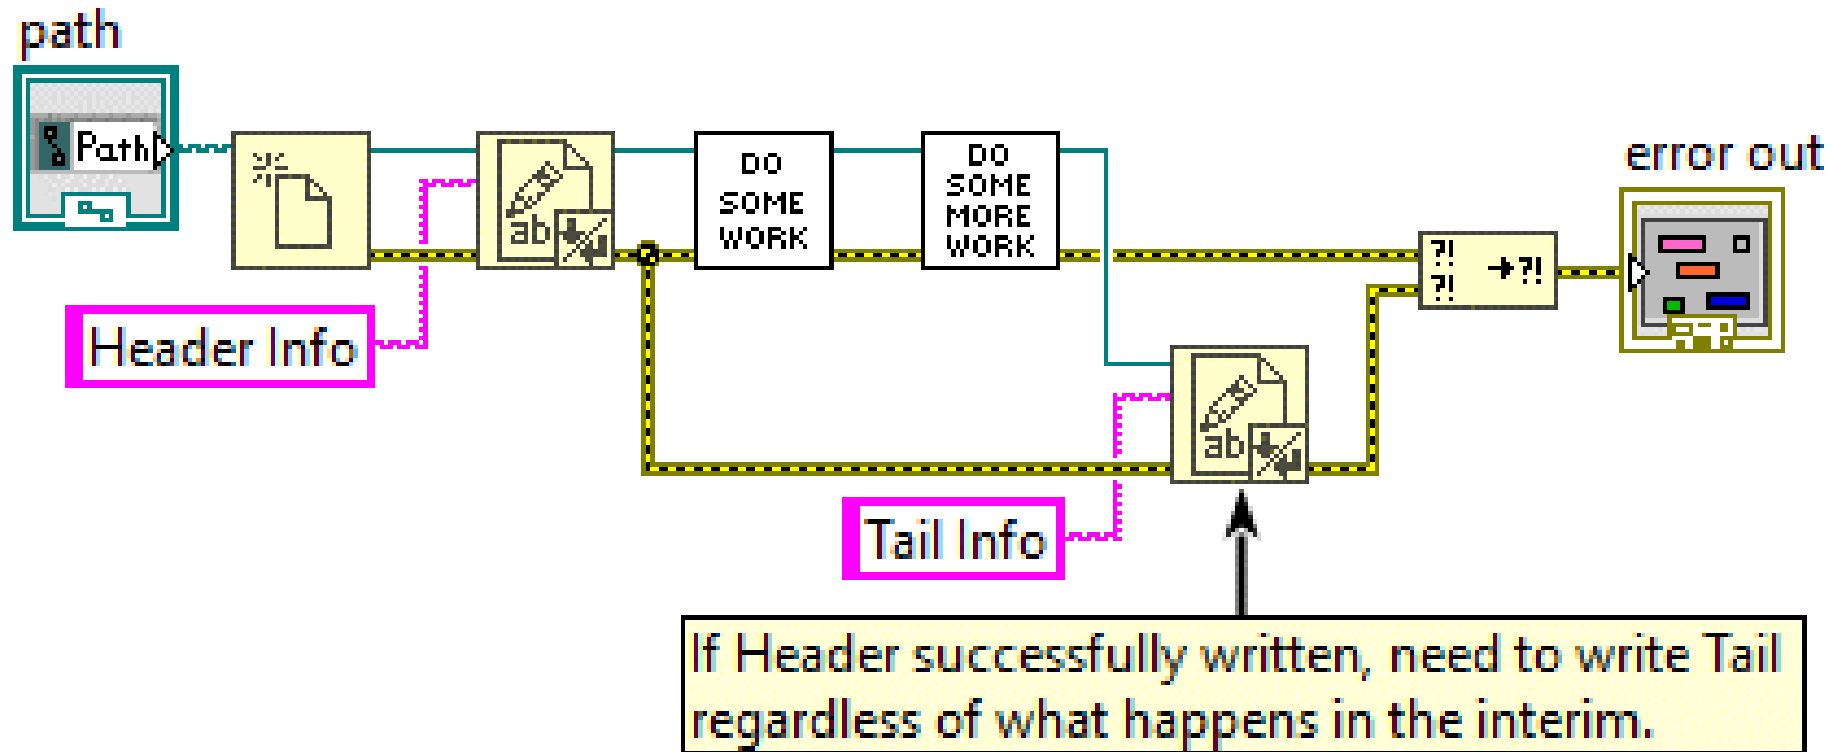 path
Path
ab
DO
SOME
WORK
DO
SOME
MORE
WORK
error out
?!
?!
?!
Header Info
ab
Tail Info
If Header successfully written, need to write Tail
regardless of what happens in the interim.